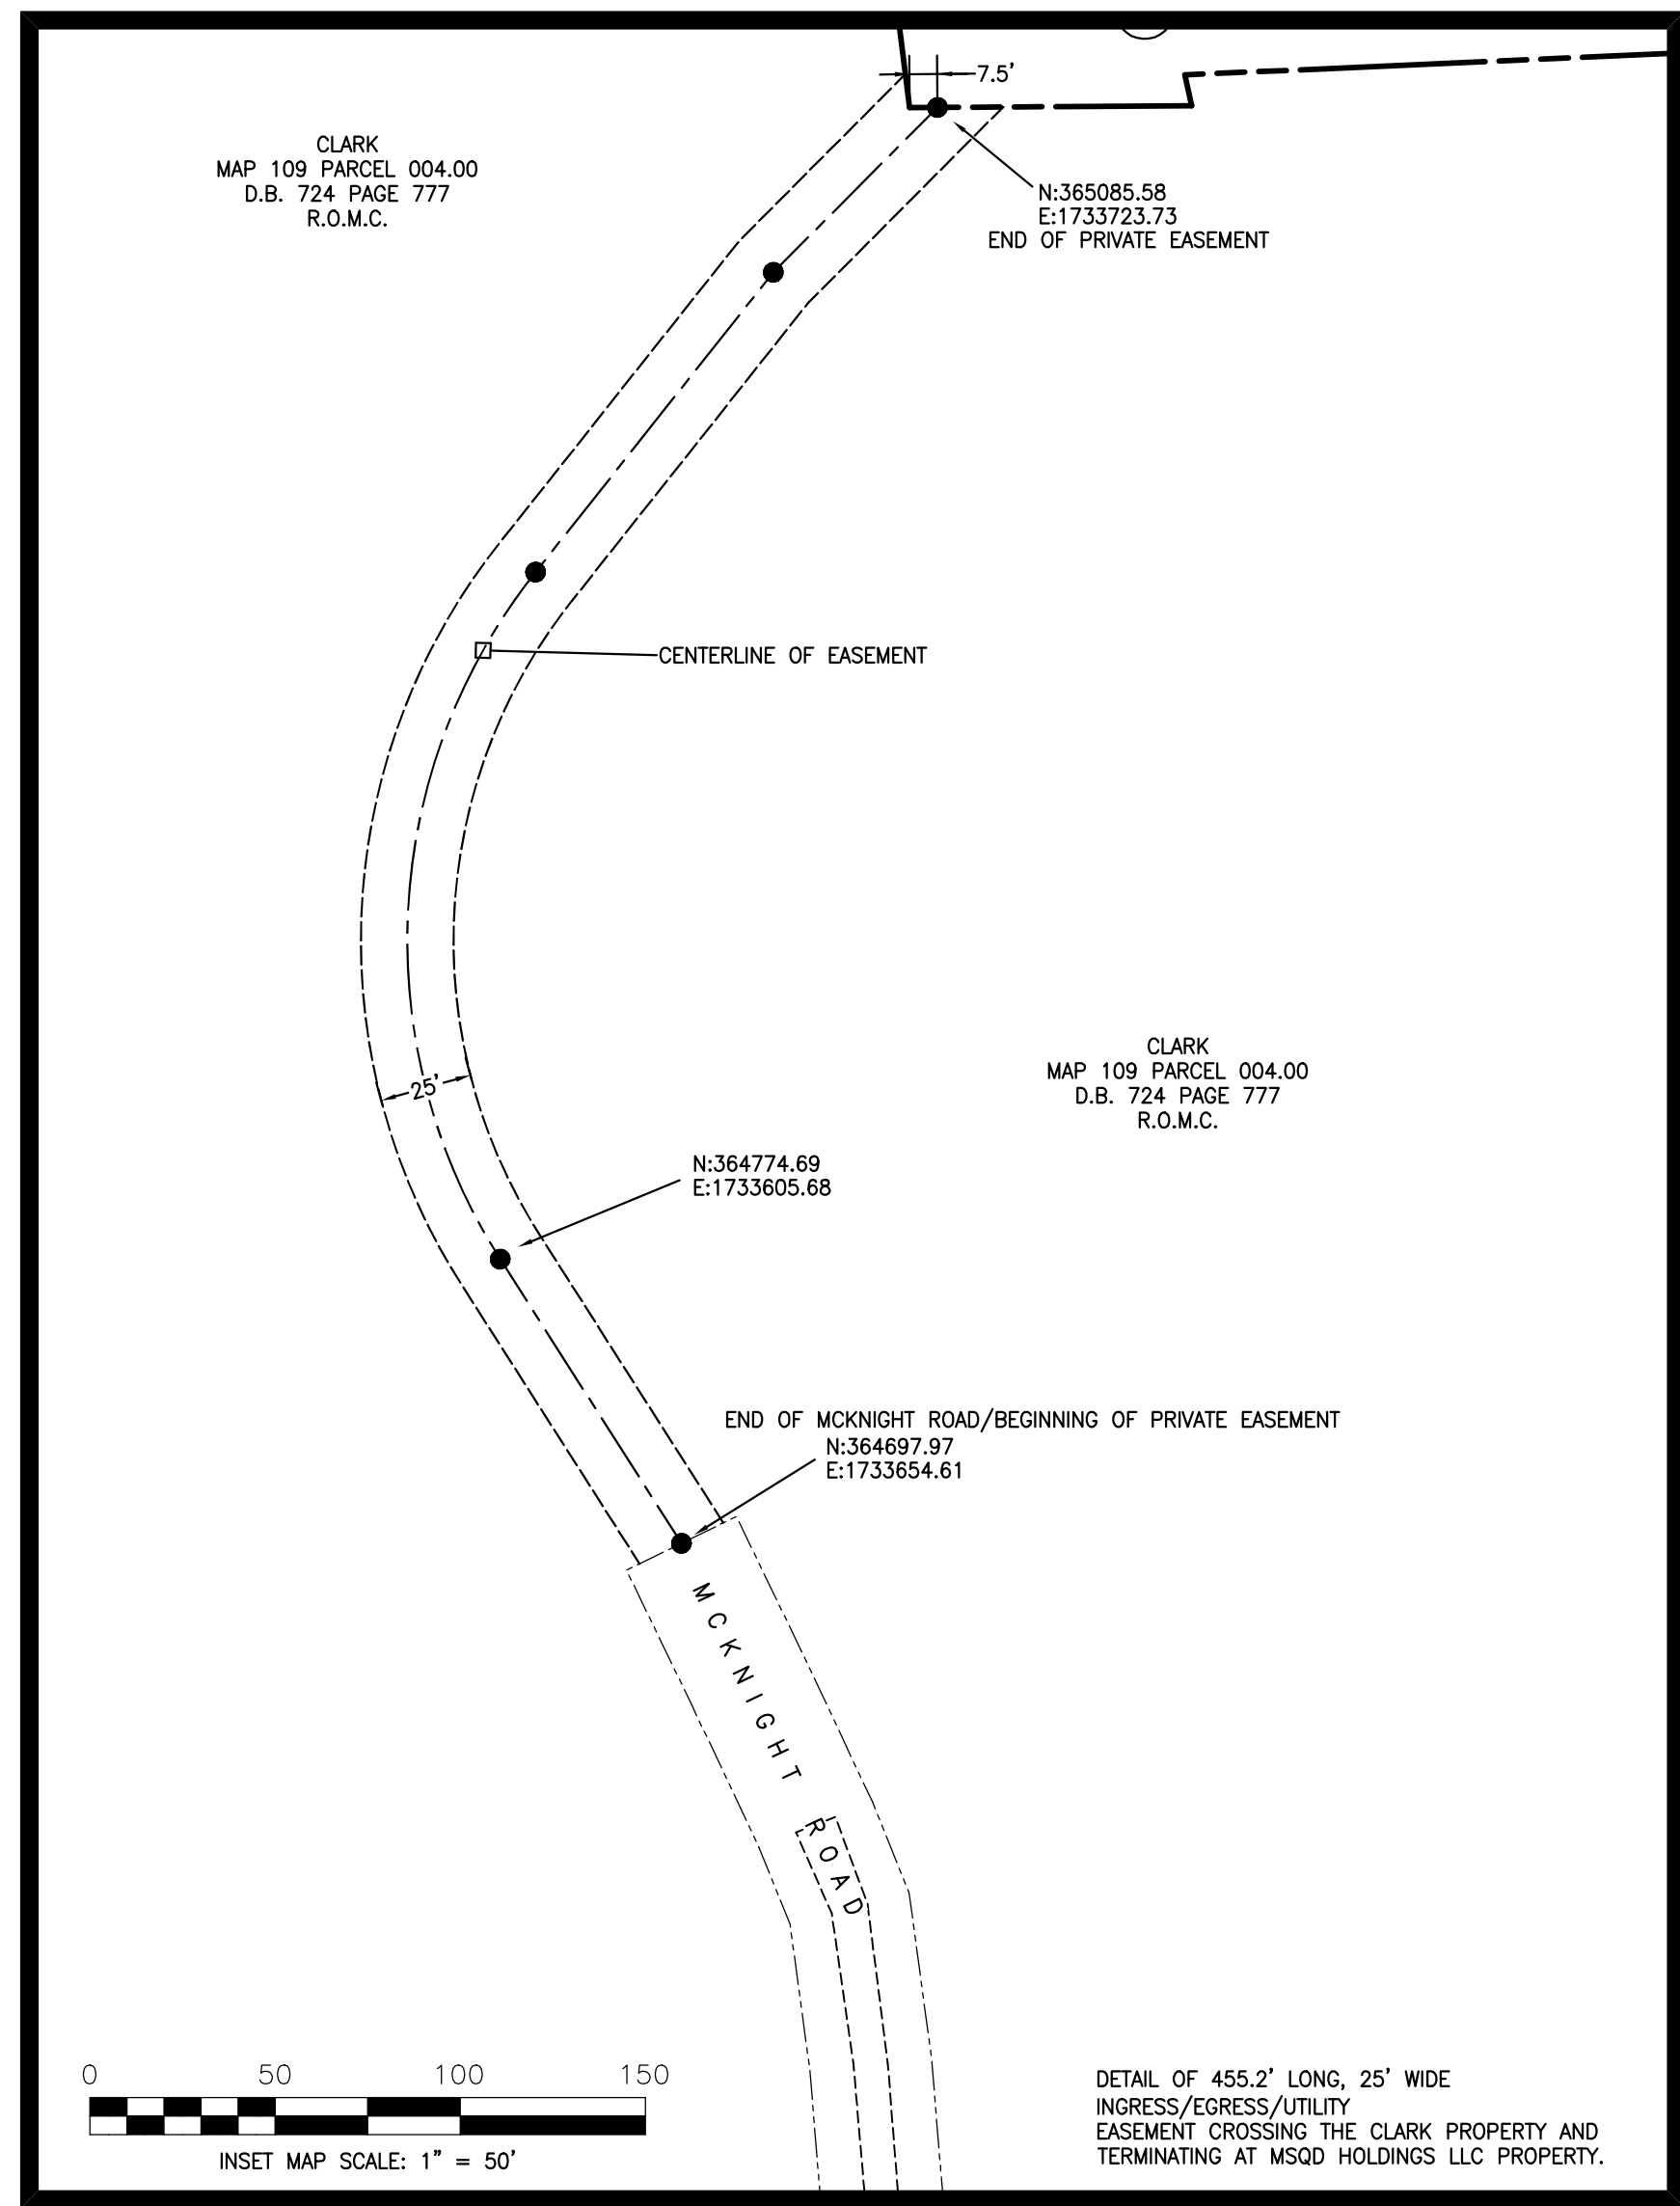 7.5'
CLARK
MAP 109 PARCEL 004.00
D.B. 724 PAGE 777
R.O.M.C.
N:365085.58
E:1733723.73
END OF PRIVATE EASEMENT
CENTERLINE OF EASEMENT
CLARK
MAP 109 PARCEL 004.00
D.B. 724 PAGE 777
R.O.M.C.
25'
N:364774.69
E:1733605.68
END OF MCKNIGHT ROAD/BEGINNING OF PRIVATE EASEMENT
N:364697.97
E:1733654.61
MCKNIGHT ROAD
0 50 100 150
INSET MAP SCALE: 1" = 50'
DETAIL OF 455.2' LONG, 25' WIDE
INGRESS/EGRESS/UTILITY
EASEMENT CROSSING THE CLARK PROPERTY AND
TERMINATING AT MSQD HOLDINGS LLC PROPERTY.